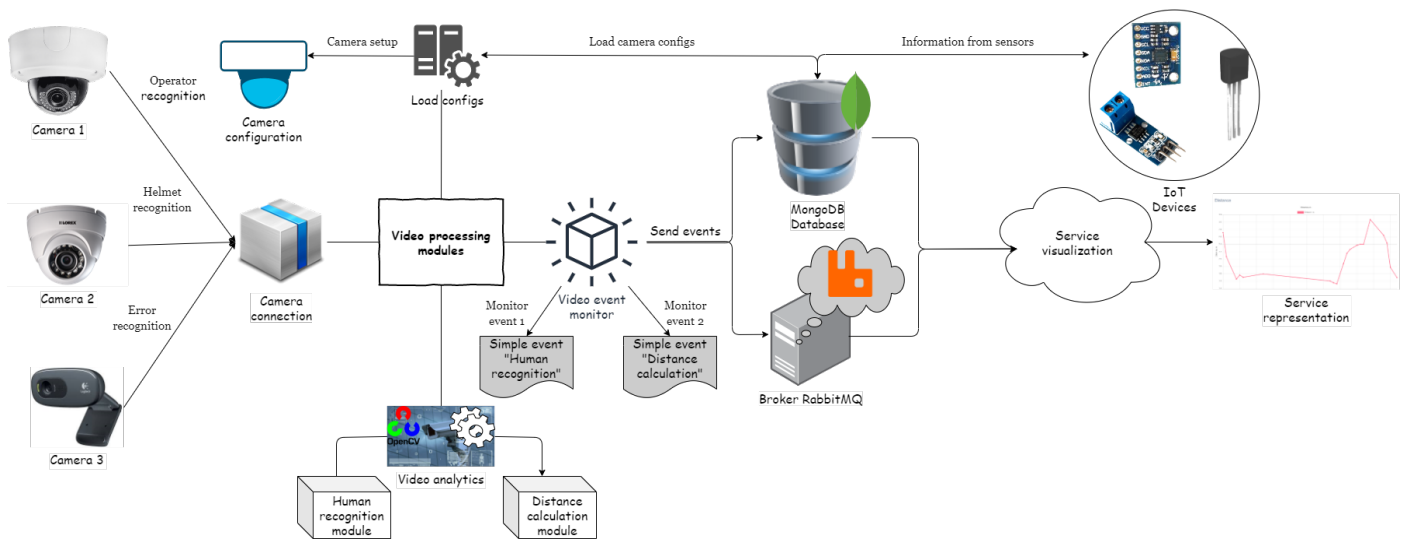 Camera setup
Load camera configs
Information from sensors
Operator
recognition
Load configs
Camera 1
Camera
configuration
Helmet
recognition
IoT
Devices
MongoDB
Database
Video processing
modules
Send events
Service
visualization
Camera 2
Camera
connection
Video event
monitor
Error
recognition
Monitor
event 1
Monitor
event 2
Service
representation
Simple event
"Human
recognition"
Simple event
"Distance
calculation"
Broker RabbitMQ
OpenCV
Camera 3
Video analytics
Human
recognition
module
Distance
calculation
module